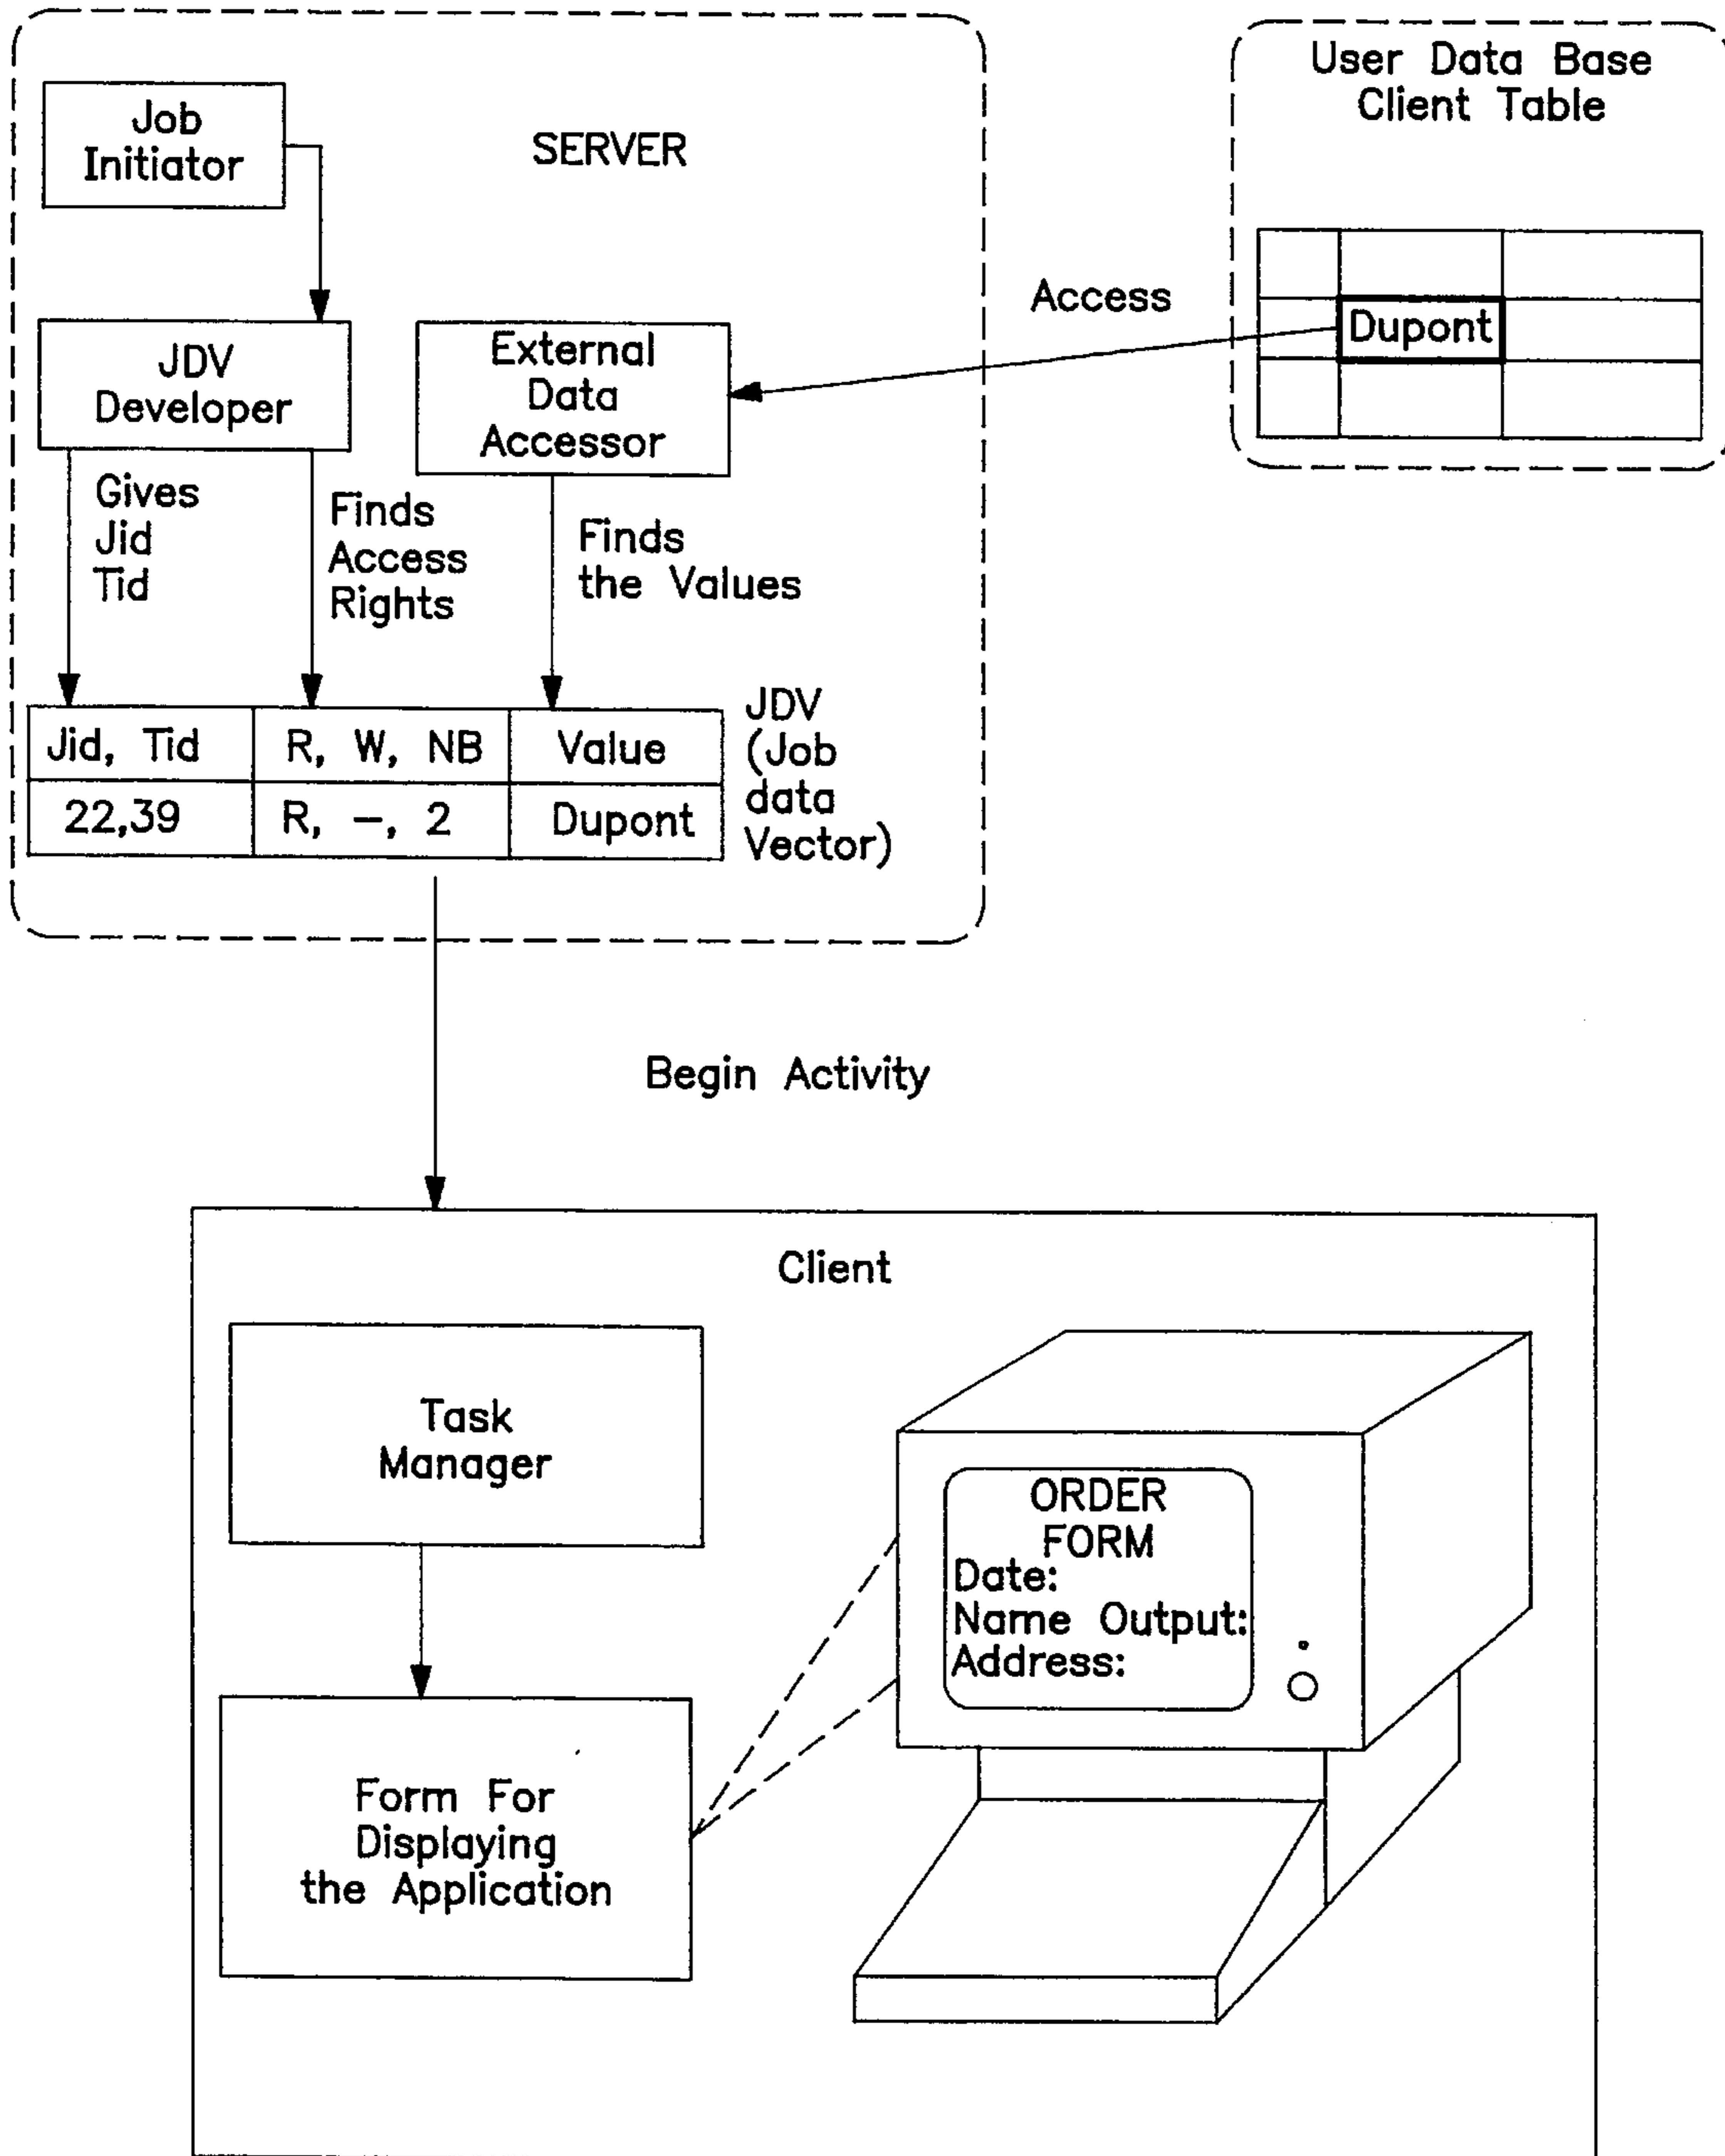 Job
Initiator
SERVER
User Data Base
Client Table
Access
Dupont
JDV
Developer
External
Data
Accessor
Gives
Jid
Tid
Finds
Access
Rights
Finds
the Values
Jid, Tid
R, W, NB
Value
22,39
R, –, 2
Dupont
JDV
(Job
data
Vector)
Begin Activity
Client
Task
Manager
ORDER
FORM
Date:
Name Output:
Address:
Form For
Displaying
the Application